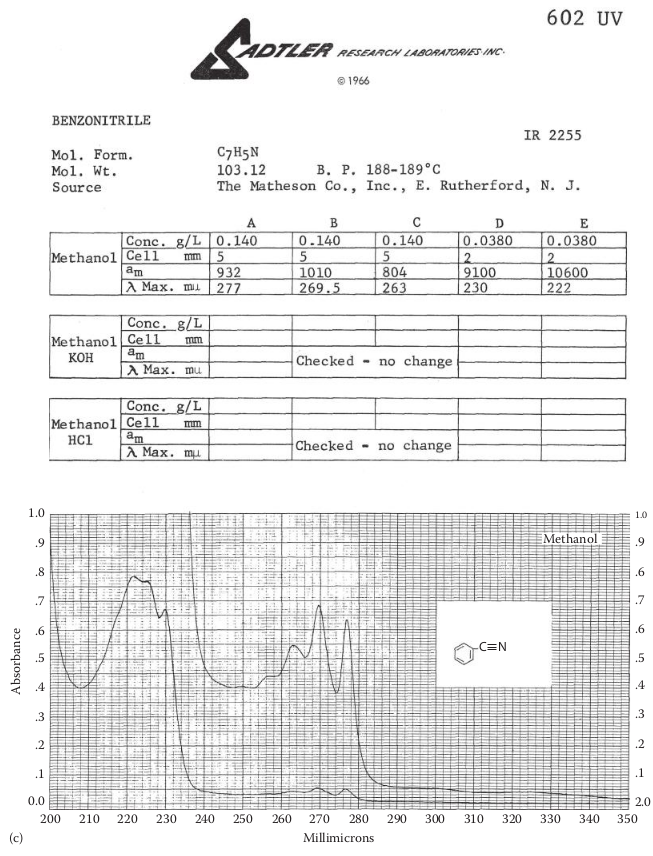 602 UV
SADTLER RESEARCH LABORATORIES INC.
© 1966
BENZONITRILE
IR 2255
Mol. Form. C7H5N
Mol. Wt. 103.12 B. P. 188-189°C
Source The Matheson Co., Inc., E. Rutherford, N. J.
A B C D E
Methanol
Conc. g/L 0.140 0.140 0.140 0.0380 0.0380
Cell mm 5 5 5 2 2
am 932 1010 804 9100 10600
λ Max. mμ 277 269.5 263 230 222
Methanol KOH
Conc. g/L
Cell mm
am
λ Max. mμ
Checked - no change
Methanol HCl
Conc. g/L
Cell mm
am
λ Max. mμ
Checked - no change
1.0 1.0
.9 .9
Methanol
.8 .8
.7 .7
.6 .6
C≡N
.5 .5
.4 .4
.3 .3
.2 .2
.1 .1
0.0 2.0
Absorbance
200 210 220 230 240 250 260 270 280 290 300 310 320 330 340 350
(c) Millimicrons